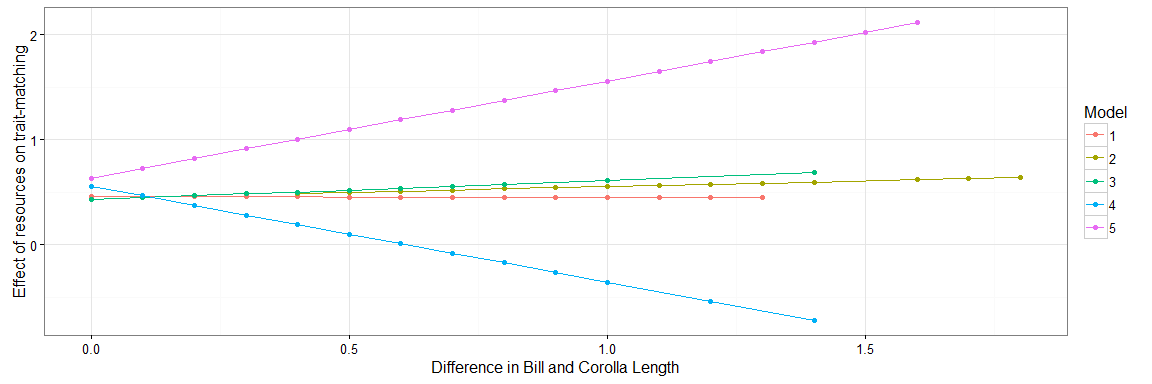 Effect of resources on trait-matching
2
1
0
0.0 0.5 1.0 1.5
Difference in Bill and Corolla Length
Model
1
2
3
4
5